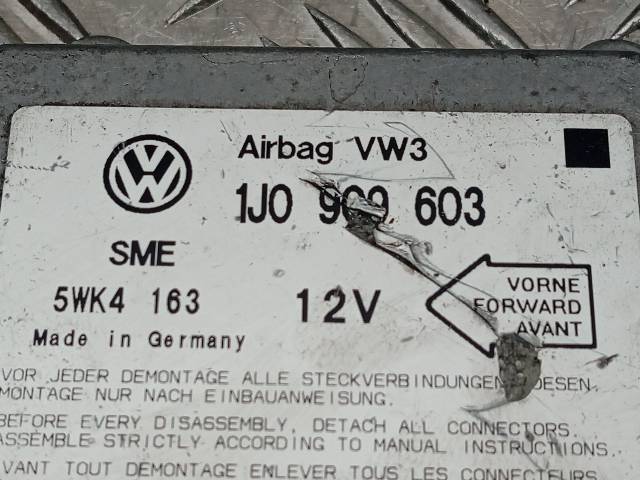 Airbag VW3
1J0 909 603
SME
5WK4 163
12V
VORNE
FORWARD
AVANT
Made in Germany
VOR JEDER DEMONTAGE ALLE STECKVERBINDUNGEN LOESEN
MONTAGE NUR NACH EINBAUANWEISUNG.
BEFORE EVERY DISASSEMBLY, DETACH ALL CONNECTORS.
ASSEMBLE STRICTLY ACCORDING TO MANUAL INSTRUCTIONS.
AVANT TOUT DEMONTAGE ENLEVER TOUS LES CONNECTEURS